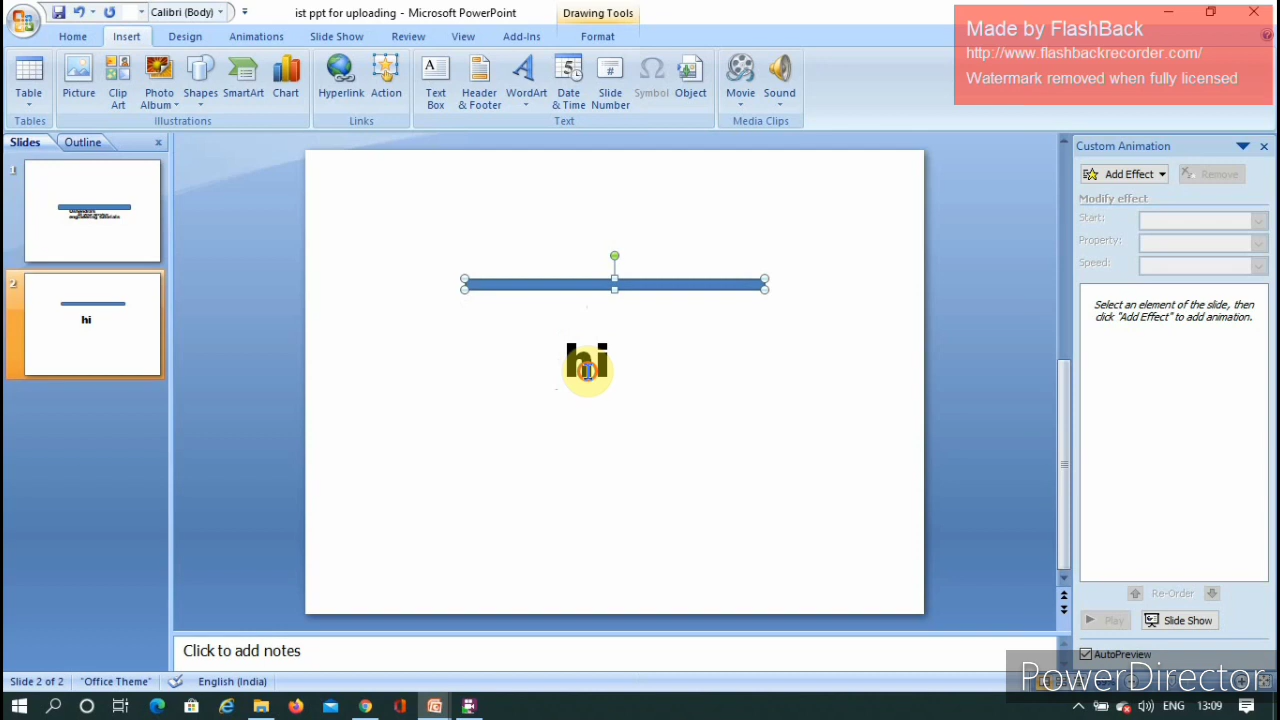 Calibri (Body)
ist ppt for uploading - Microsoft PowerPoint
Drawing Tools
Made by FlashBack
http://www.flashbackrecorder.com/
Watermark removed when fully licensed
Home Insert Design Animations Slide Show Review View Add-Ins Format
Table Picture Clip Art Photo Album Shapes SmartArt Chart Hyperlink Action Text Box Header & Footer WordArt Date & Time Slide Number Symbol Object Movie Sound
Tables Illustrations Links Text Media Clips
Slides Outline
Custom Animation
Add Effect Remove
Modify effect
Start:
Property:
Speed:
1
engineering tutorials
2
hi
hi
Select an element of the slide, then
click "Add Effect" to add animation.
Re-Order
Play Slide Show
AutoPreview
Click to add notes
Slide 2 of 2 "Office Theme" English (India)
PowerDirector
ENG 13:09